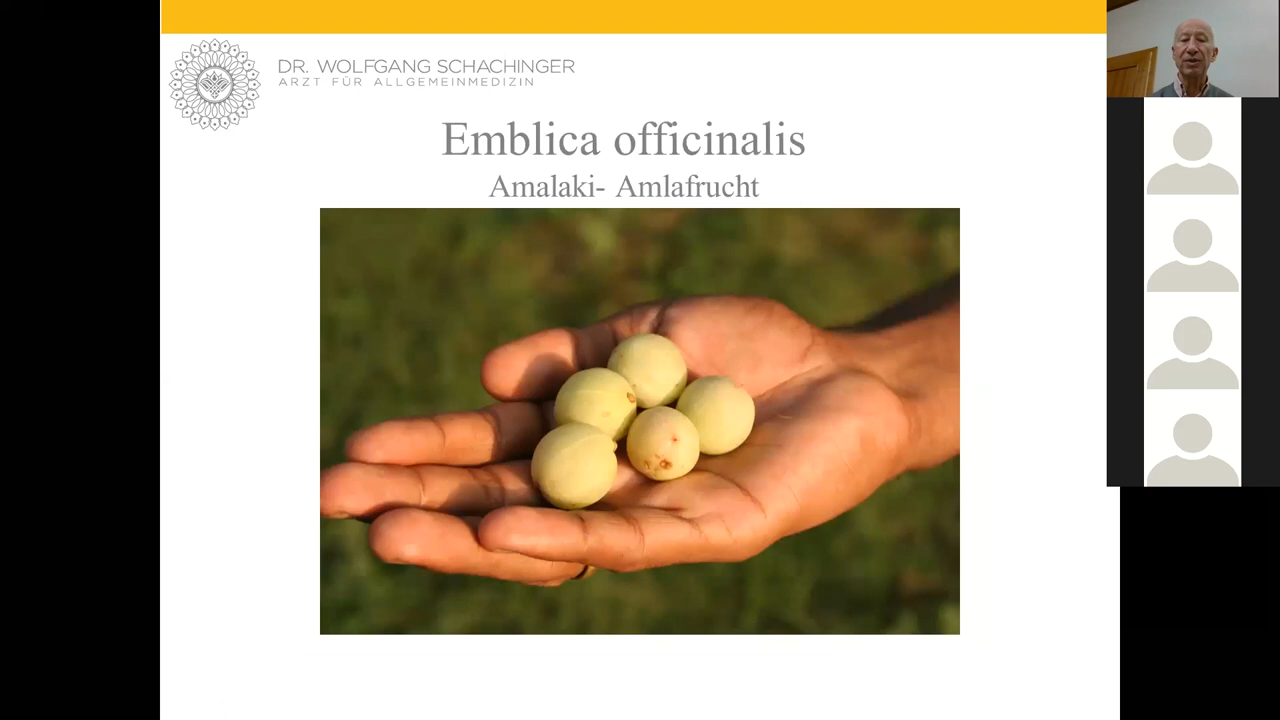 DR. WOLFGANG SCHACHINGER
ARZT FÜR ALLGEMEINMEDIZIN
Emblica officinalis
Amalaki- Amlafrucht